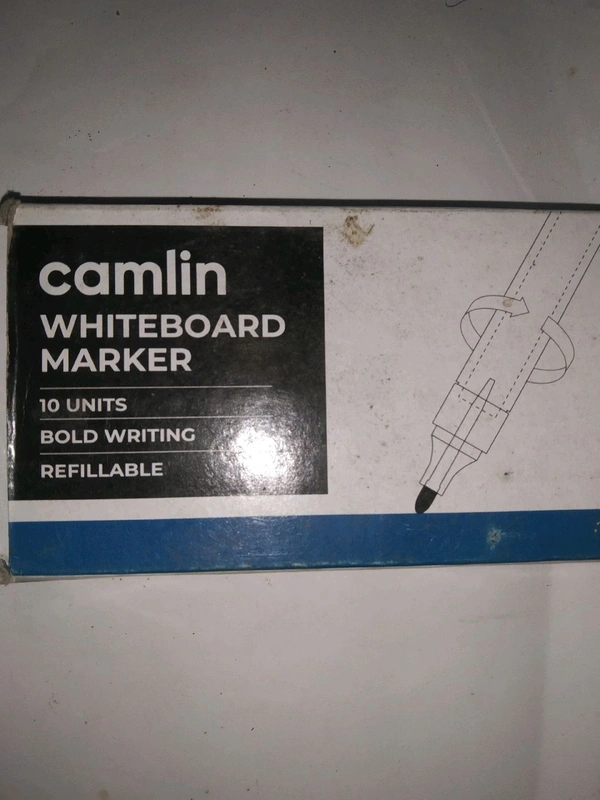 camlin
WHITEBOARD
MARKER
10 UNITS
BOLD WRITING
REFILLABLE